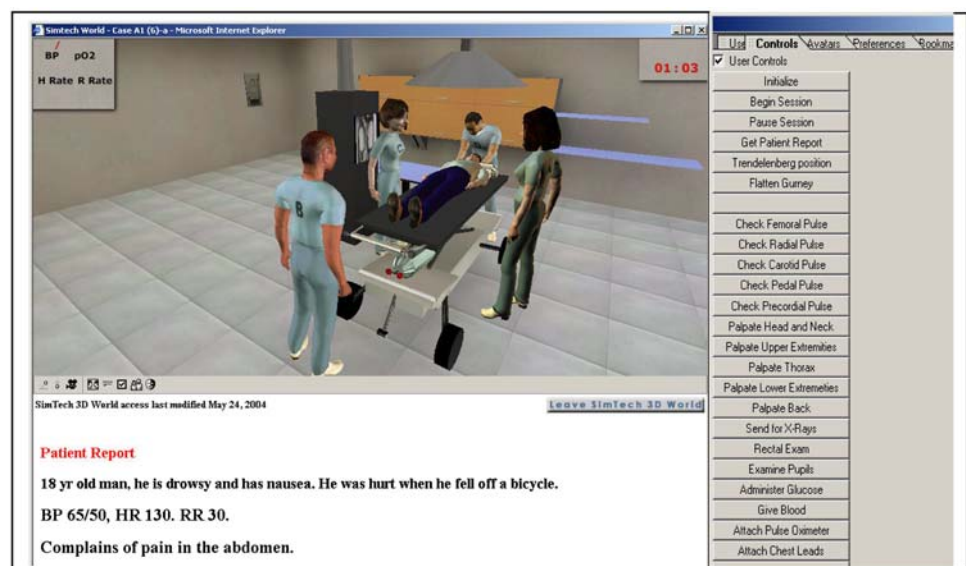 Simtech World - Case A1 (6)-a - Microsoft Internet Explorer
BP pO2
H Rate R Rate
01:03
B
SimTech 3D World access last modified May 24, 2004
Leave SimTech 3D World
Patient Report
18 yr old man, he is drowsy and has nausea. He was hurt when he fell off a bicycle.
BP 65/50, HR 130. RR 30.
Complains of pain in the abdomen.
Use Controls Avatars Preferences Bookma
User Controls
Initialize
Begin Session
Pause Session
Get Patient Report
Trendelenberg position
Flatten Gurney
Check Femoral Pulse
Check Radial Pulse
Check Carotid Pulse
Check Pedal Pulse
Check Precordial Pulse
Palpate Head and Neck
Palpate Upper Extremities
Palpate Thorax
Palpate Lower Extremeties
Palpate Back
Send for X-Rays
Rectal Exam
Examine Pupils
Administer Glucose
Give Blood
Attach Pulse Oximeter
Attach Chest Leads